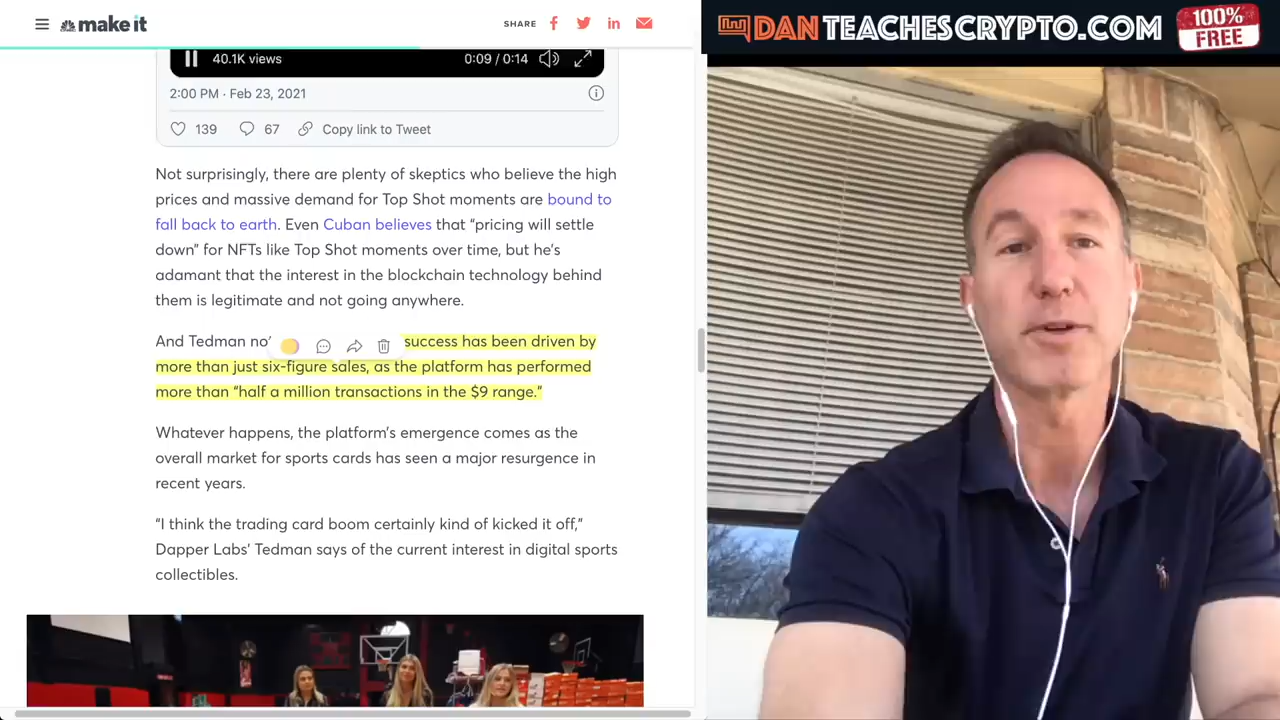 make it
SHARE
40.1K views
0:09 / 0:14
2:00 PM · Feb 23, 2021
139
67
Copy link to Tweet
Not surprisingly, there are plenty of skeptics who believe the high
prices and massive demand for Top Shot moments are bound to
fall back to earth. Even Cuban believes that “pricing will settle
down” for NFTs like Top Shot moments over time, but he’s
adamant that the interest in the blockchain technology behind
them is legitimate and not going anywhere.
And Tedman success has been driven by
more than just six-figure sales, as the platform has performed
more than “half a million transactions in the $9 range.”
Whatever happens, the platform’s emergence comes as the
overall market for sports cards has seen a major resurgence in
recent years.
“I think the trading card boom certainly kind of kicked it off,”
Dapper Labs’ Tedman says of the current interest in digital sports
collectibles.
DANTEACHESCRYPTO.COM
100%
FREE